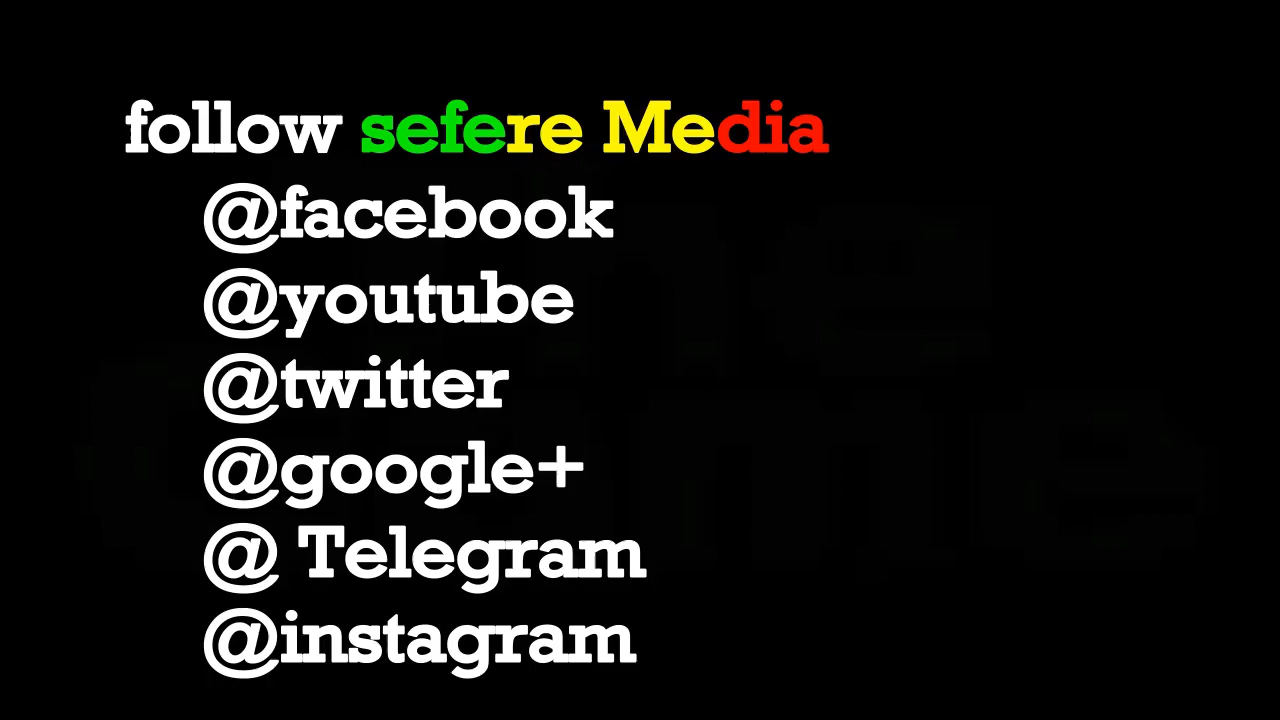 follow sefere Media
@facebook
@youtube
@twitter
@google+
@ Telegram
@instagram